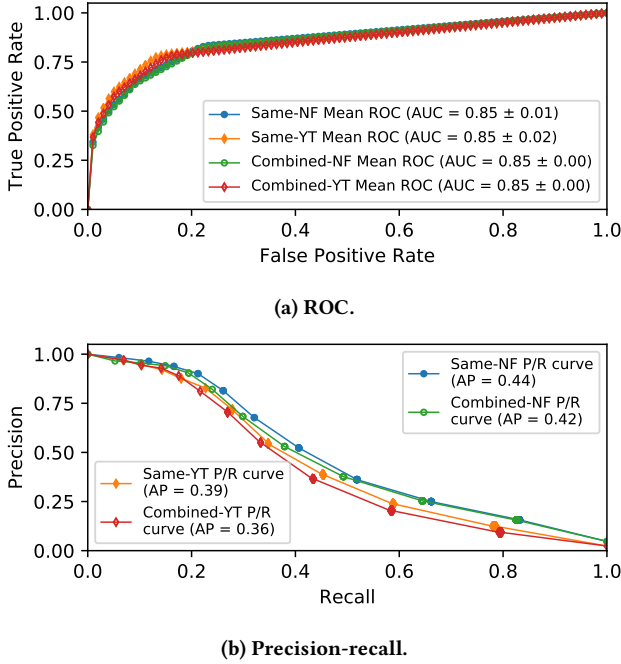 1.00
0.75
0.50
0.25
0.00
True Positive Rate
Same-NF Mean ROC (AUC = 0.85 ± 0.01)
Same-YT Mean ROC (AUC = 0.85 ± 0.02)
Combined-NF Mean ROC (AUC = 0.85 ± 0.00)
Combined-YT Mean ROC (AUC = 0.85 ± 0.00)
0.0 0.2 0.4 0.6 0.8 1.0
False Positive Rate
(a) ROC.
1.00
0.75
0.50
0.25
0.00
Precision
Same-NF P/R curve
(AP = 0.44)
Combined-NF P/R
curve (AP = 0.42)
Same-YT P/R curve
(AP = 0.39)
Combined-YT P/R
curve (AP = 0.36)
0.0 0.2 0.4 0.6 0.8 1.0
Recall
(b) Precision-recall.